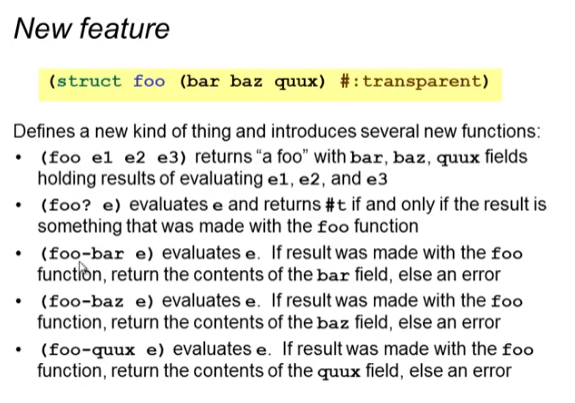 New feature
(struct foo (bar baz quux) #:transparent)
Defines a new kind of thing and introduces several new functions:
• (foo e1 e2 e3) returns “a foo” with bar, baz, quux fields
holding results of evaluating e1, e2, and e3
• (foo? e) evaluates e and returns #t if and only if the result is
something that was made with the foo function
• (foo-bar e) evaluates e. If result was made with the foo
function, return the contents of the bar field, else an error
• (foo-baz e) evaluates e. If result was made with the foo
function, return the contents of the baz field, else an error
• (foo-quux e) evaluates e. If result was made with the foo
function, return the contents of the quux field, else an error